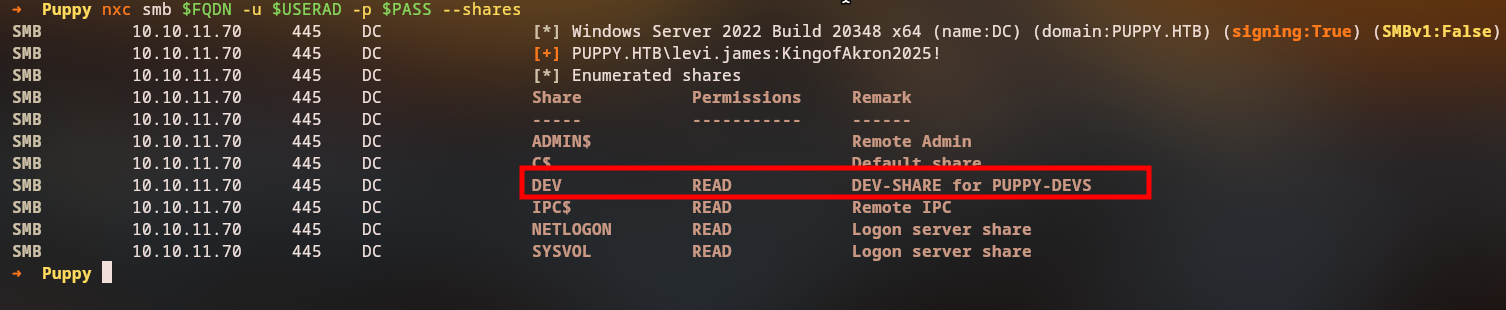 → Puppy nxc smb $FQDN -u $USERAD -p $PASS --shares
SMB 10.10.11.70 445 DC [*] Windows Server 2022 Build 20348 x64 (name:DC) (domain:PUPPY.HTB) (signing:True) (SMBv1:False)
SMB 10.10.11.70 445 DC [+] PUPPY.HTB\levi.james:KingofAkron2025!
SMB 10.10.11.70 445 DC [*] Enumerated shares
SMB 10.10.11.70 445 DC Share Permissions Remark
SMB 10.10.11.70 445 DC ----- ----------- ------
SMB 10.10.11.70 445 DC ADMIN$ Remote Admin
SMB 10.10.11.70 445 DC C$ Default share
SMB 10.10.11.70 445 DC DEV READ DEV-SHARE for PUPPY-DEVS
SMB 10.10.11.70 445 DC IPC$ READ Remote IPC
SMB 10.10.11.70 445 DC NETLOGON READ Logon server share
SMB 10.10.11.70 445 DC SYSVOL READ Logon server share
→ Puppy